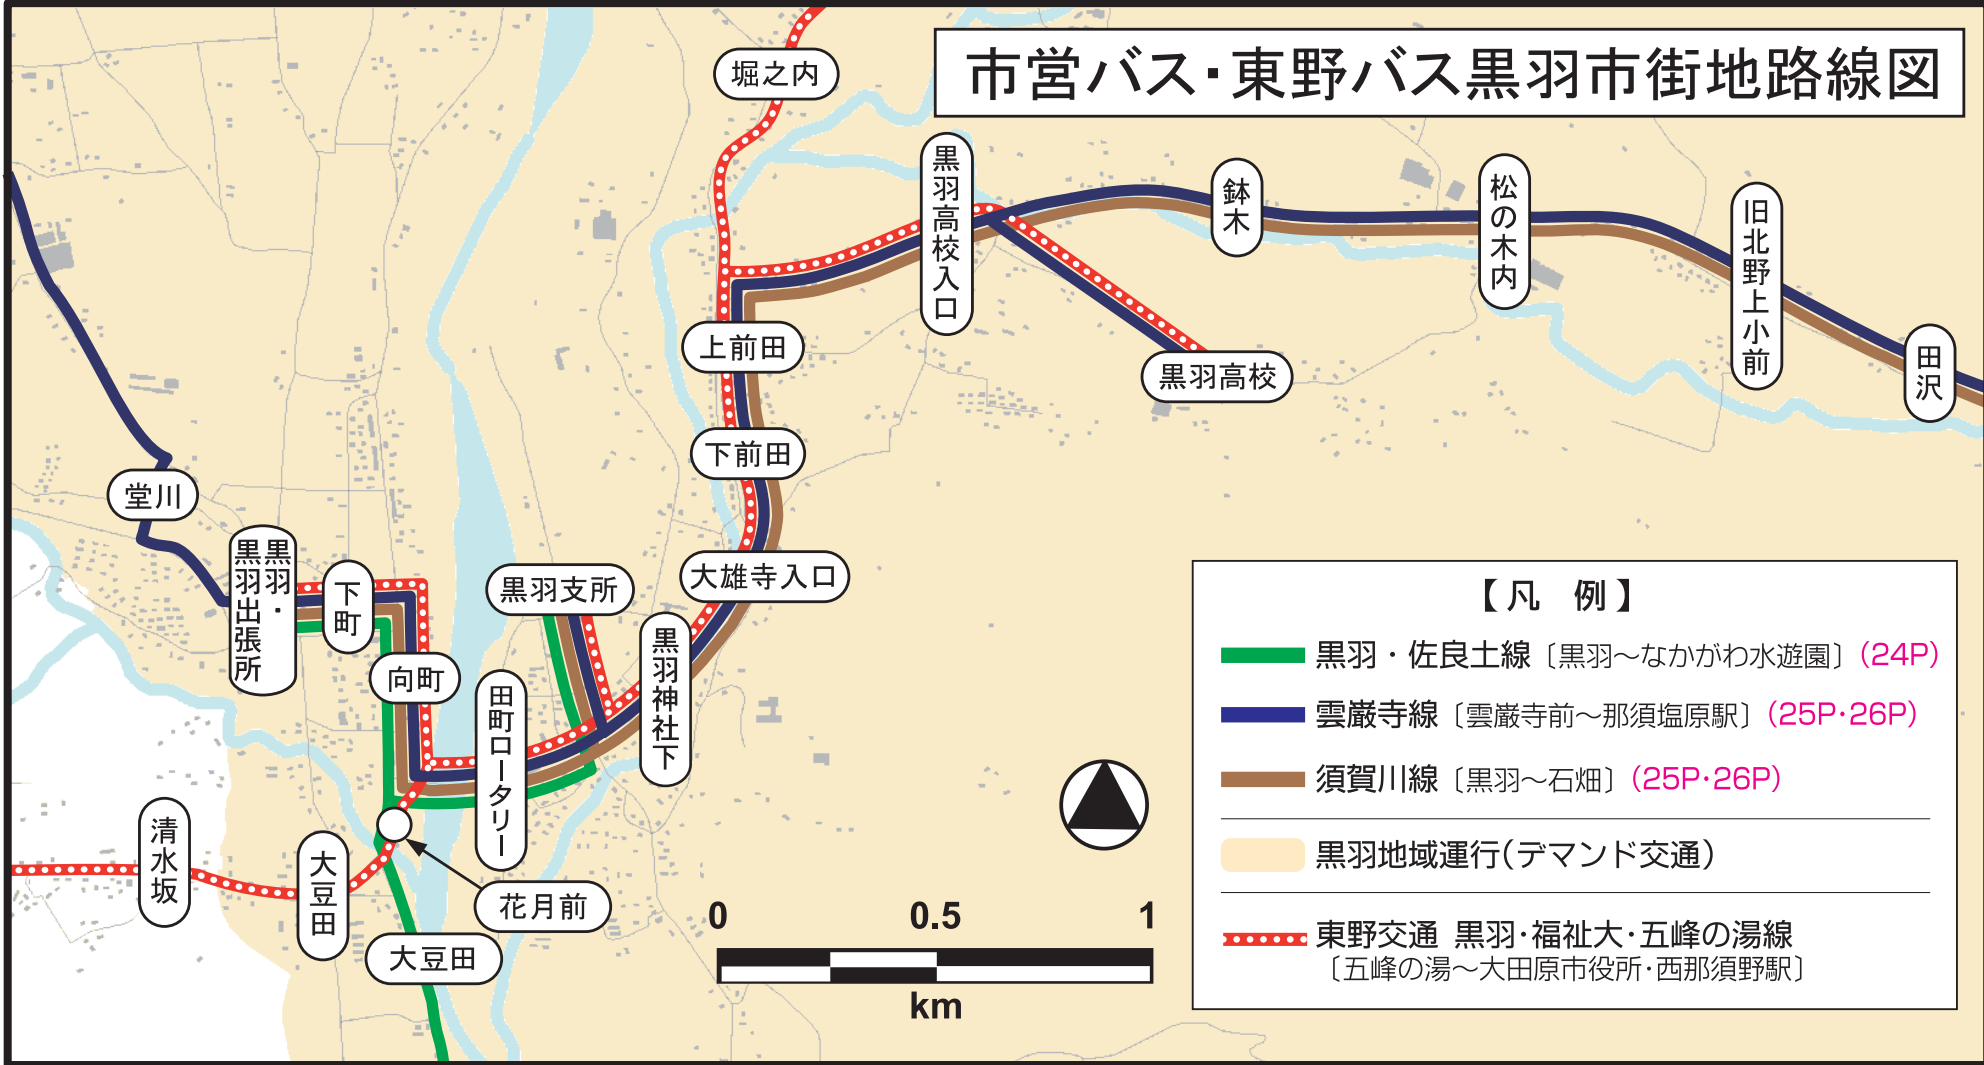 市営バス・東野バス黒羽市街地路線図
堀之内
黒羽高校入口
鉢木
松の木内
旧北野上小前
田沢
上前田
黒羽高校
下前田
堂川
黒羽・
黒羽出張所
下町
黒羽支所
大雄寺入口
向町
田町ロータリー
黒羽神社下
清水坂
大豆田
花月前
大豆田
0 0.5 1
km
【凡 例】
黒羽・佐良土線〔黒羽〜なかがわ水遊園〕(24P)
雲巌寺線〔雲巌寺前〜那須塩原駅〕(25P・26P)
須賀川線〔黒羽〜石畑〕(25P・26P)
黒羽地域運行(デマンド交通)
東野交通 黒羽・福祉大・五峰の湯線
〔五峰の湯〜大田原市役所・西那須野駅〕